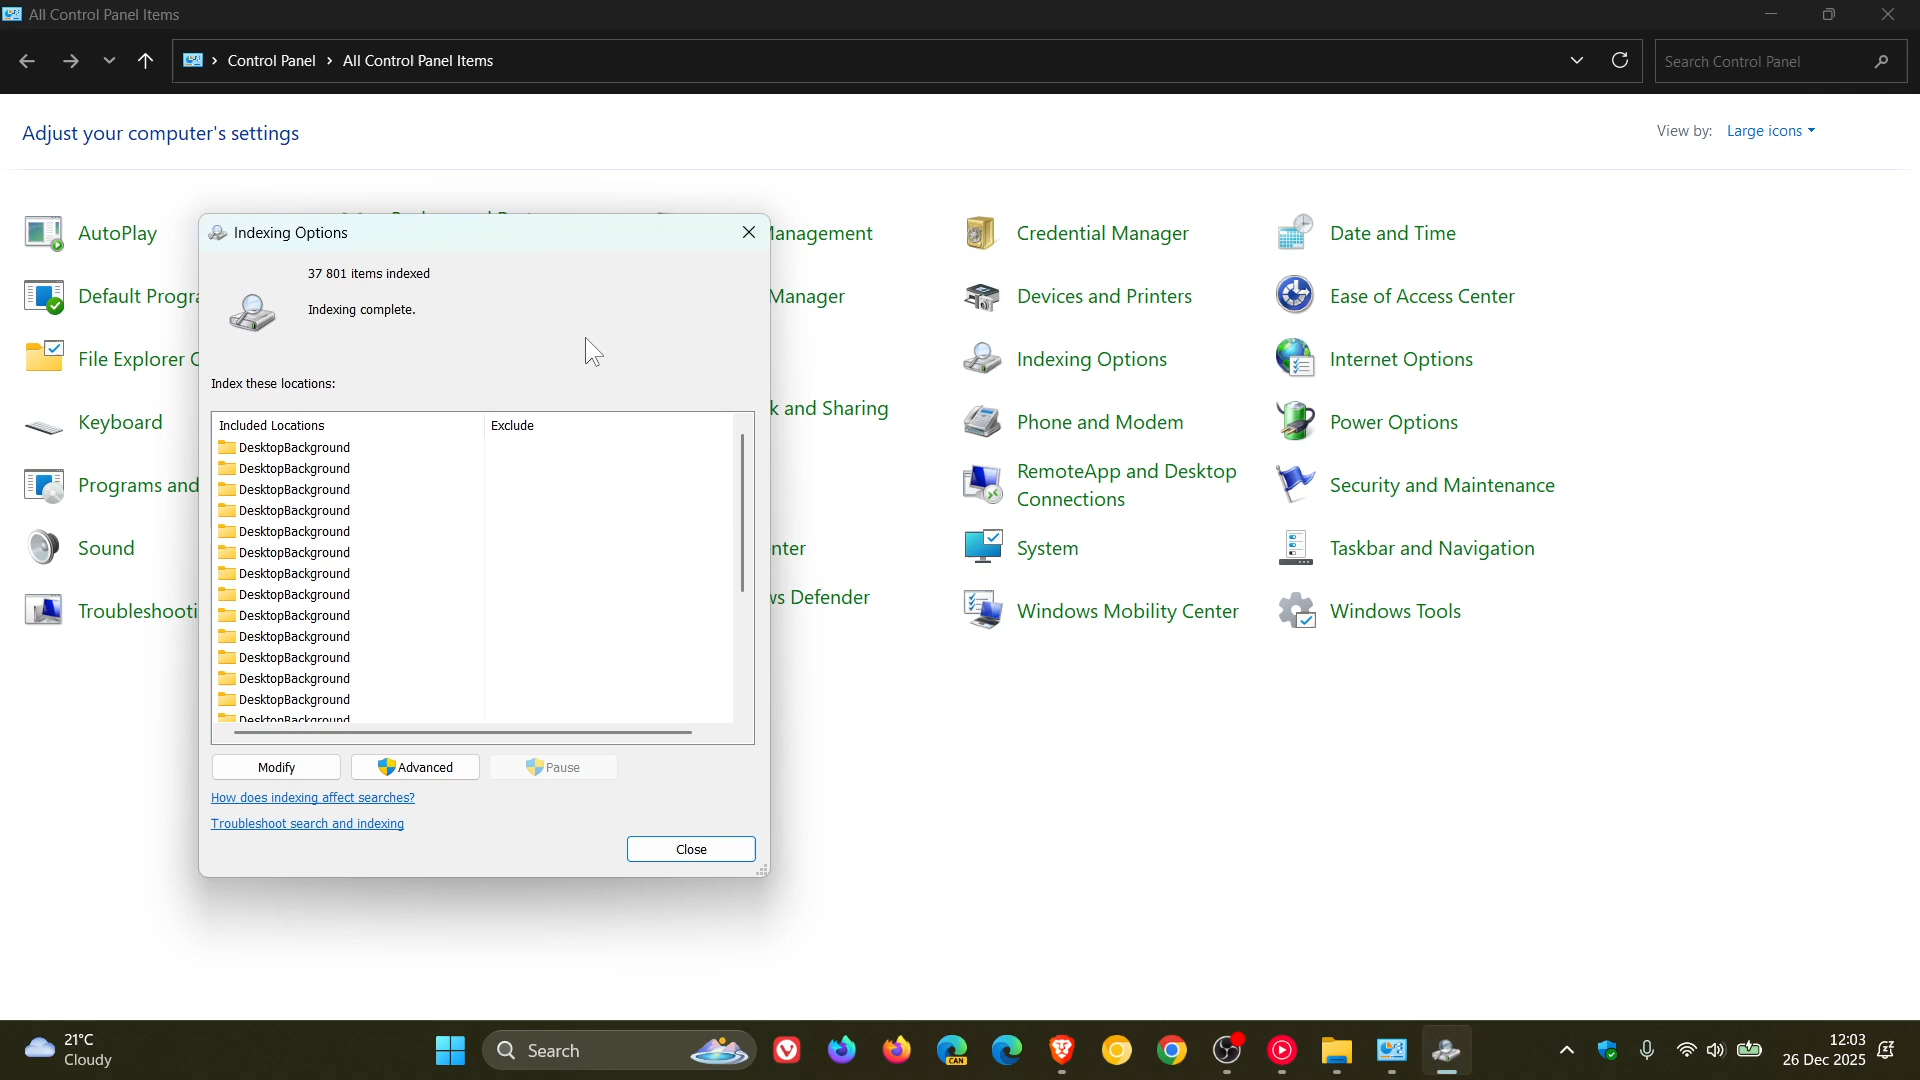 All Control Panel Items
Control Panel > All Control Panel Items
Search Control Panel
Adjust your computer's settings
View by: Large icons
AutoPlay
Management
Credential Manager
Date and Time
Default Progra
Manager
Devices and Printers
Ease of Access Center
File Explorer
Indexing Options
Internet Options
Keyboard
k and Sharing
Phone and Modem
Power Options
Programs and
RemoteApp and Desktop
Connections
Security and Maintenance
Sound
nter
System
Taskbar and Navigation
Troubleshooti
ws Defender
Windows Mobility Center
Windows Tools
Indexing Options
37 801 items indexed
Indexing complete.
Index these locations:
Included Locations
Exclude
DesktopBackground
DesktopBackground
DesktopBackground
DesktopBackground
DesktopBackground
DesktopBackground
DesktopBackground
DesktopBackground
DesktopBackground
DesktopBackground
DesktopBackground
DesktopBackground
DesktopBackground
DesktopBackground
Modify
Advanced
Pause
How does indexing affect searches?
Troubleshoot search and indexing
Close
21°C
Cloudy
Search
CAN
12:03
26 Dec 2025